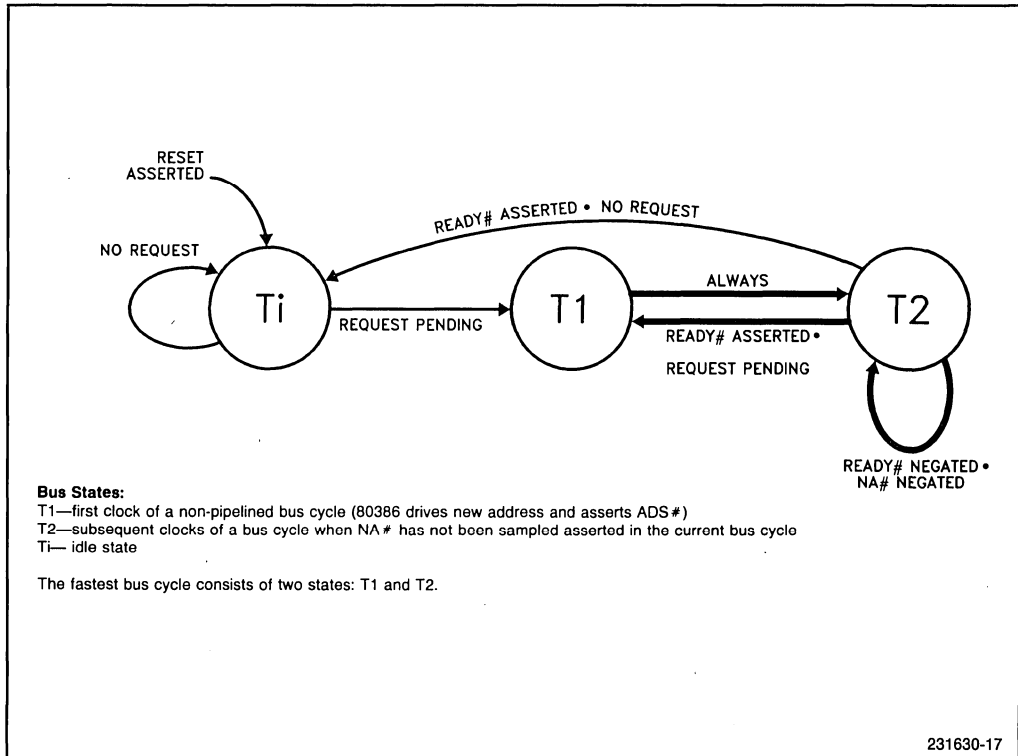 RESET
ASSERTED
READY# ASSERTED • NO REQUEST
NO REQUEST
ALWAYS
Ti
T1
T2
REQUEST PENDING
READY# ASSERTED •
REQUEST PENDING
READY# NEGATED •
NA# NEGATED
Bus States:
T1—first clock of a non-pipelined bus cycle (80386 drives new address and asserts ADS#)
T2—subsequent clocks of a bus cycle when NA# has not been sampled asserted in the current bus cycle
Ti— idle state
The fastest bus cycle consists of two states: T1 and T2.
231630-17